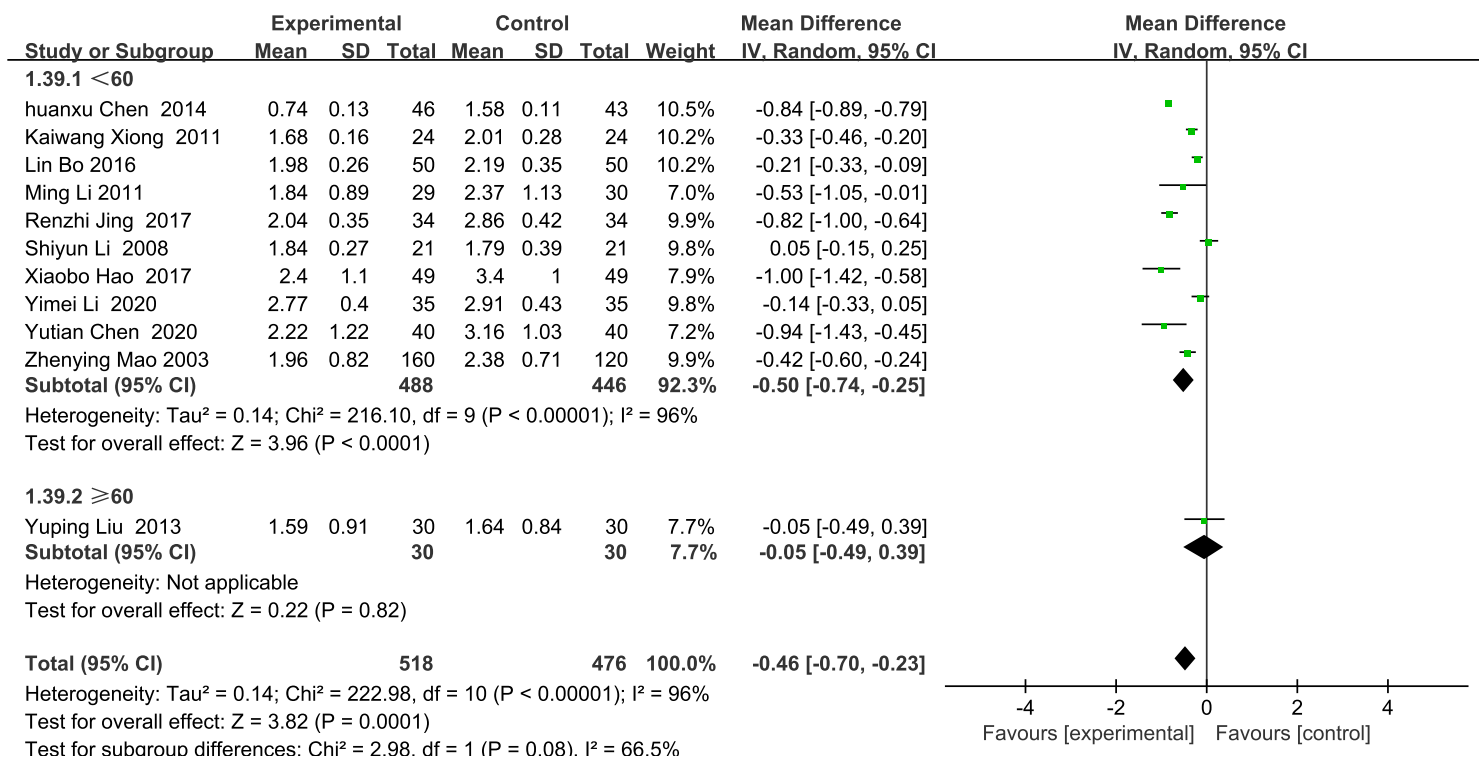 Experimental Control Mean Difference Mean Difference
Study or Subgroup Mean SD Total Mean SD Total Weight IV, Random, 95% CI IV, Random, 95% CI
1.39.1 <60
huanxu Chen 2014 0.74 0.13 46 1.58 0.11 43 10.5% -0.84 [-0.89, -0.79]
Kaiwang Xiong 2011 1.68 0.16 24 2.01 0.28 24 10.2% -0.33 [-0.46, -0.20]
Lin Bo 2016 1.98 0.26 50 2.19 0.35 50 10.2% -0.21 [-0.33, -0.09]
Ming Li 2011 1.84 0.89 29 2.37 1.13 30 7.0% -0.53 [-1.05, -0.01]
Renzhi Jing 2017 2.04 0.35 34 2.86 0.42 34 9.9% -0.82 [-1.00, -0.64]
Shiyun Li 2008 1.84 0.27 21 1.79 0.39 21 9.8% 0.05 [-0.15, 0.25]
Xiaobo Hao 2017 2.4 1.1 49 3.4 1 49 7.9% -1.00 [-1.42, -0.58]
Yimei Li 2020 2.77 0.4 35 2.91 0.43 35 9.8% -0.14 [-0.33, 0.05]
Yutian Chen 2020 2.22 1.22 40 3.16 1.03 40 7.2% -0.94 [-1.43, -0.45]
Zhenying Mao 2003 1.96 0.82 160 2.38 0.71 120 9.9% -0.42 [-0.60, -0.24]
Subtotal (95% CI) 488 446 92.3% -0.50 [-0.74, -0.25]
Heterogeneity: Tau² = 0.14; Chi² = 216.10, df = 9 (P < 0.00001); I² = 96%
Test for overall effect: Z = 3.96 (P < 0.0001)
1.39.2 ≥60
Yuping Liu 2013 1.59 0.91 30 1.64 0.84 30 7.7% -0.05 [-0.49, 0.39]
Subtotal (95% CI) 30 30 7.7% -0.05 [-0.49, 0.39]
Heterogeneity: Not applicable
Test for overall effect: Z = 0.22 (P = 0.82)
Total (95% CI) 518 476 100.0% -0.46 [-0.70, -0.23]
Heterogeneity: Tau² = 0.14; Chi² = 222.98, df = 10 (P < 0.00001); I² = 96%
Test for overall effect: Z = 3.82 (P = 0.0001)
Test for subgroup differences: Chi² = 2.98, df = 1 (P = 0.08), I² = 66.5%
-4 -2 0 2 4
Favours [experimental] Favours [control]